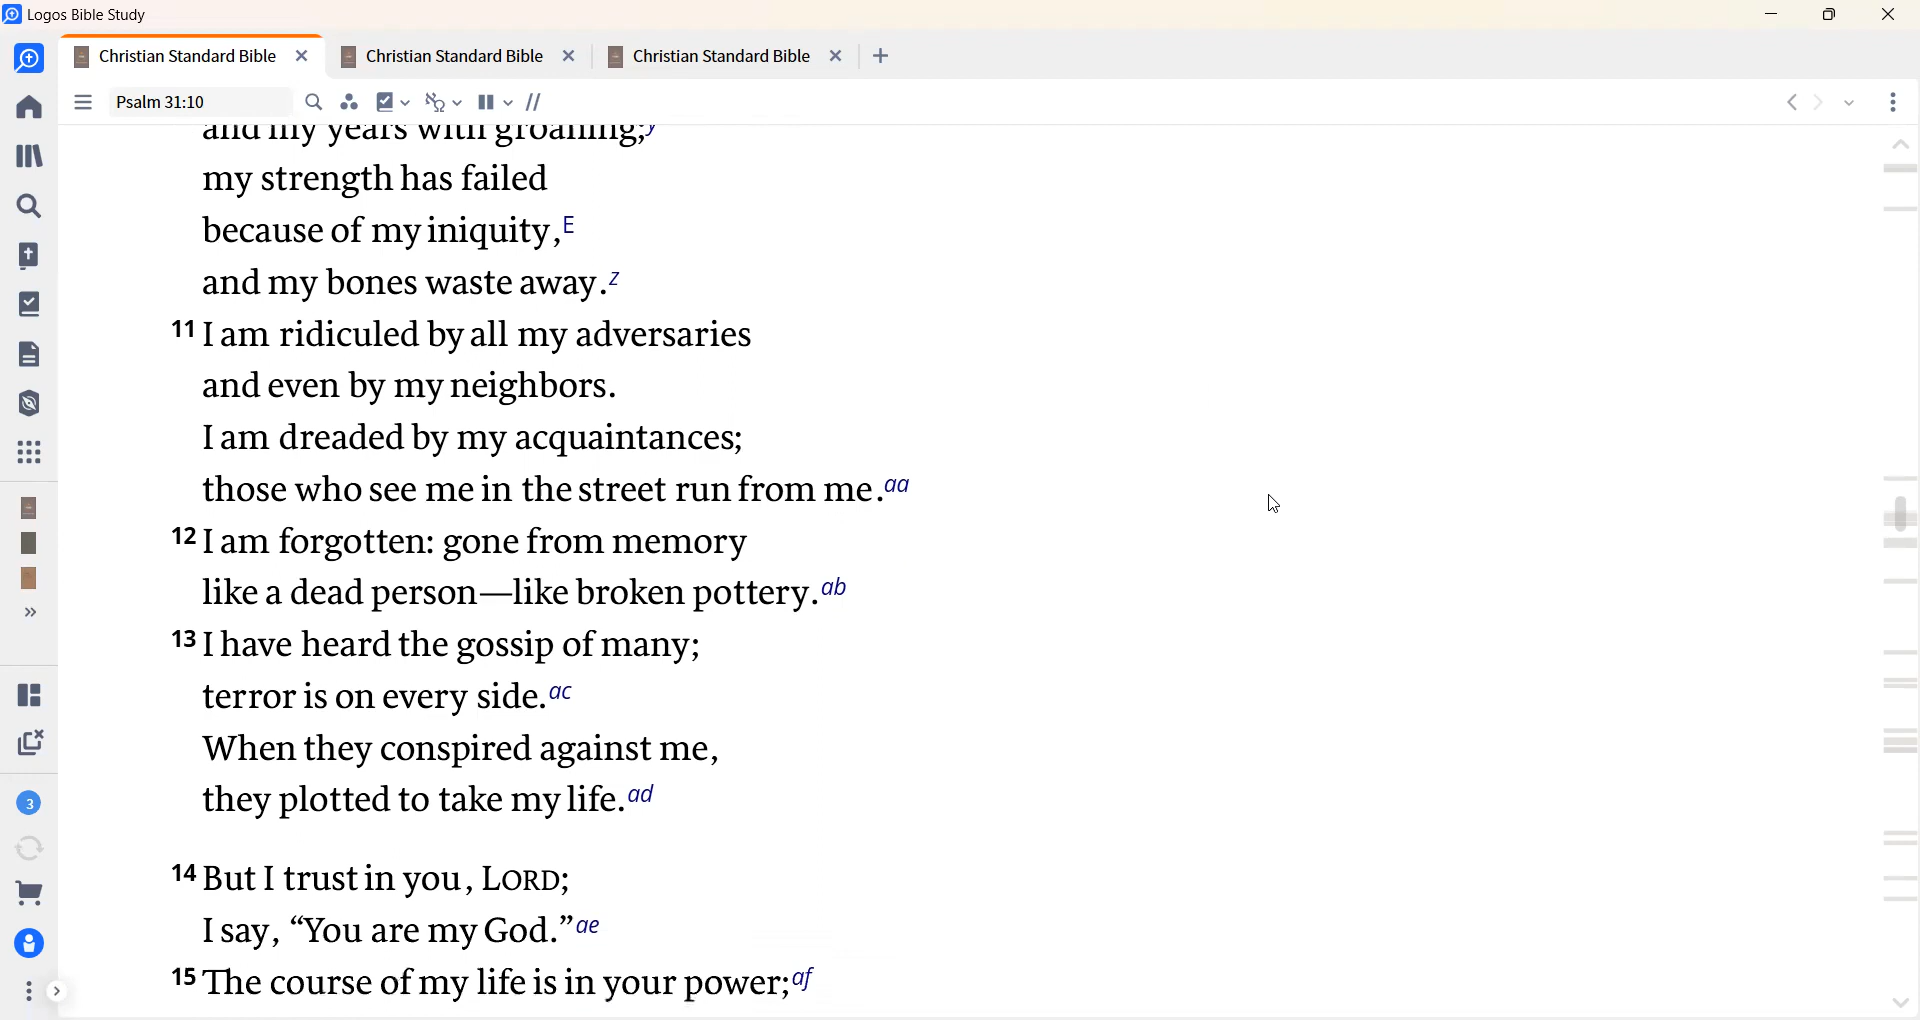 Logos Bible Study
Christian Standard Bible
Christian Standard Bible
Christian Standard Bible
Psalm 31:10
and my years with groaning;y
my strength has failed
because of my iniquity,E
and my bones waste away.z
11 I am ridiculed by all my adversaries
and even by my neighbors.
I am dreaded by my acquaintances;
those who see me in the street run from me.aa
12 I am forgotten: gone from memory
like a dead person—like broken pottery.ab
13 I have heard the gossip of many;
terror is on every side.ac
When they conspired against me,
they plotted to take my life.ad
14 But I trust in you, LORD;
I say, “You are my God.”ae
15 The course of my life is in your power;af
3